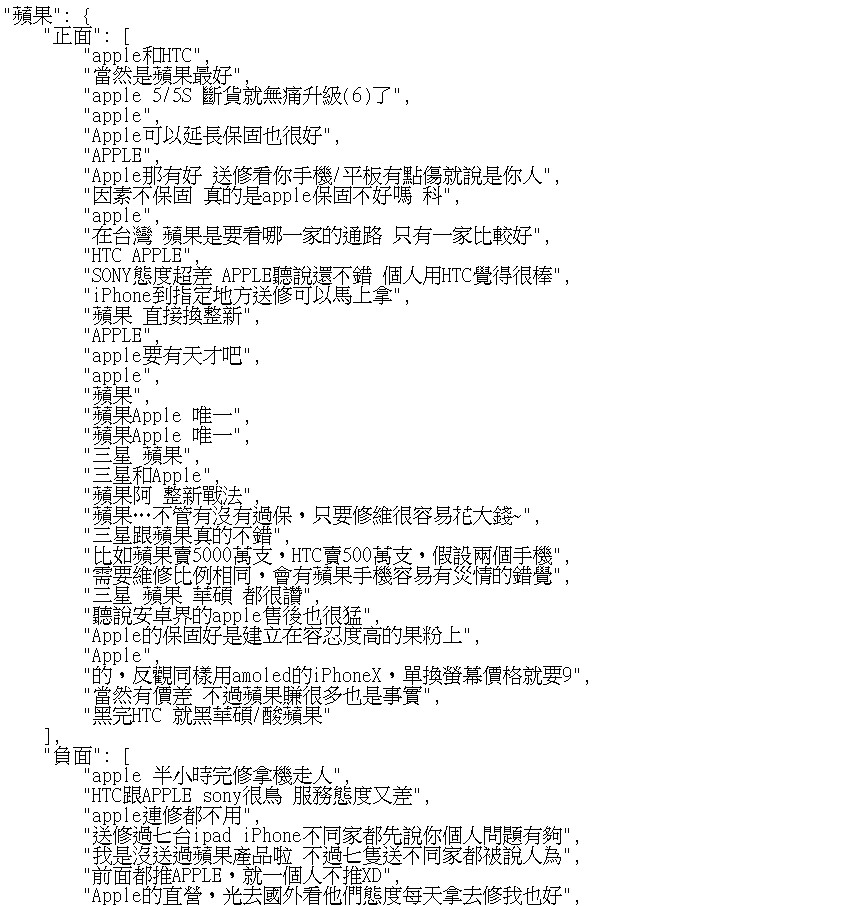 "蘋果": {
"正面": [
"apple和HTC",
"當然是蘋果最好",
"apple 5/5S 斷貨就無痛升級(6)了",
"apple",
"Apple可以延長保固也很好",
"APPLE",
"Apple那有好 送修看你手機/平板有點傷就說是你人",
"因素不保固 真的是apple保固不好嗎 科",
"apple",
"在台灣 蘋果是要看哪一家的通路 只有一家比較好",
"HTC APPLE",
"SONY態度超差 APPLE聽說還不錯 個人用HTC覺得很棒",
"iPhone到指定地方送修可以馬上拿",
"蘋果 直接換整新",
"APPLE",
"apple要有天才吧",
"apple",
"蘋果",
"蘋果Apple 唯一",
"蘋果Apple 唯一",
"三星 蘋果",
"三星和Apple",
"蘋果阿 整新戰法",
"蘋果…不管有沒有過保，只要修維很容易花大錢~",
"三星跟蘋果真的不錯",
"比如蘋果賣5000萬支，HTC賣500萬支，假設兩個手機",
"需要維修比例相同，會有蘋果手機容易有災情的錯覺",
"三星 蘋果 華碩 都很讚",
"聽說安卓界的apple售後也很猛",
"Apple的保固好是建立在容忍度高的果粉上",
"Apple",
"的，反觀同樣用amoled的iPhoneX，單換螢幕價格就要9",
"當然有價差 不過蘋果賺很多也是事實",
"黑完HTC 就黑華碩/酸蘋果"
],
"負面": [
"apple 半小時完修拿機走人",
"HTC跟APPLE sony很鳥 服務態度又差",
"apple連修都不用",
"送修過七台ipad iPhone不同家都先說你個人問題有夠",
"我是沒送過蘋果產品啦 不過七隻送不同家都被說人為",
"前面都推APPLE，就一個人不推XD",
"Apple的直營，光去國外看他們態度每天拿去修我也好",